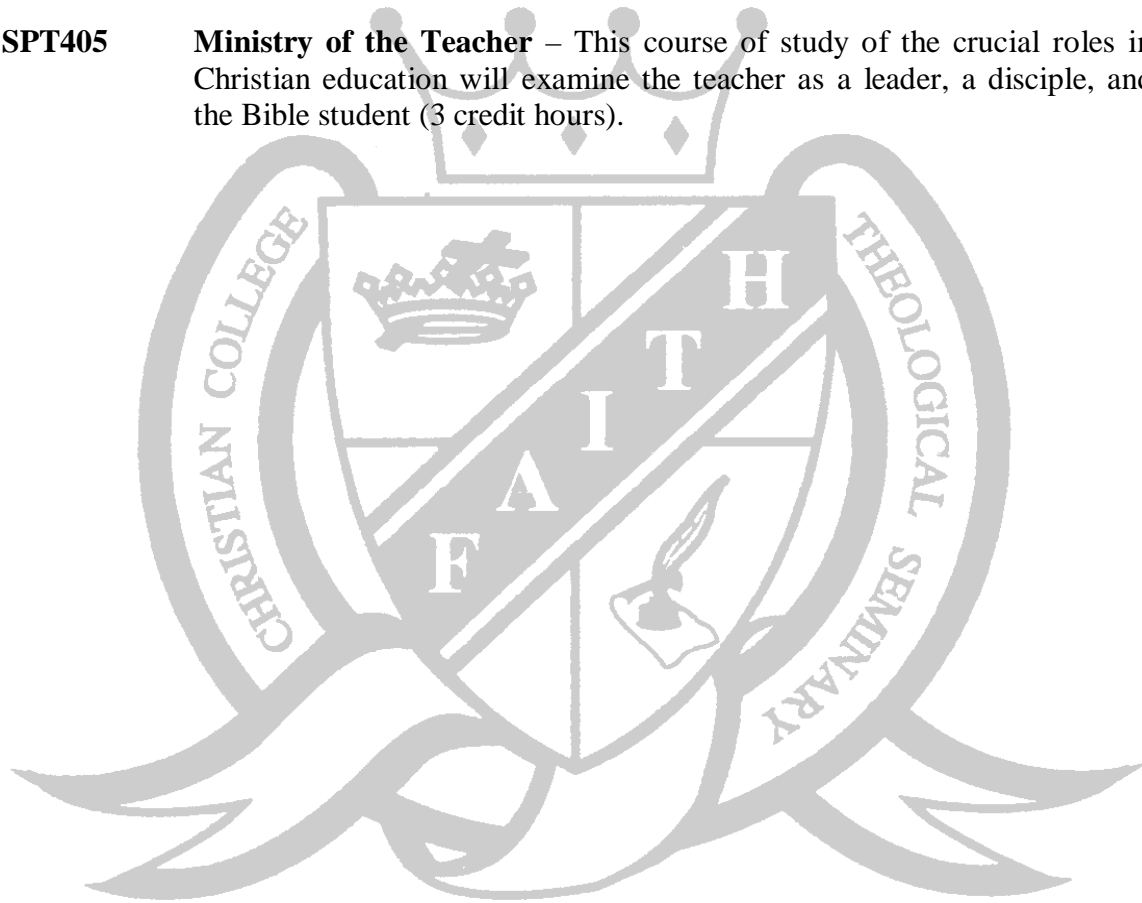 SPT405 Ministry of the Teacher – This course of study of the crucial roles in
Christian education will examine the teacher as a leader, a disciple, and
the Bible student (3 credit hours).
CHRISTIAN COLLEGE
THEOLOGICAL SEMINARY
FAITH